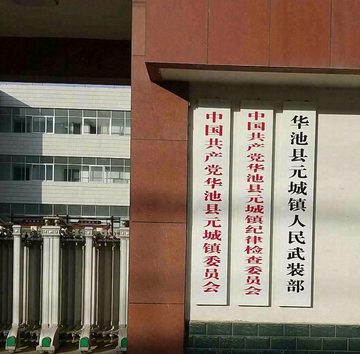 中国共产党华池县元城镇委员会
中国共产党华池县元城镇纪律检查委员会
华池县元城镇人民武装部